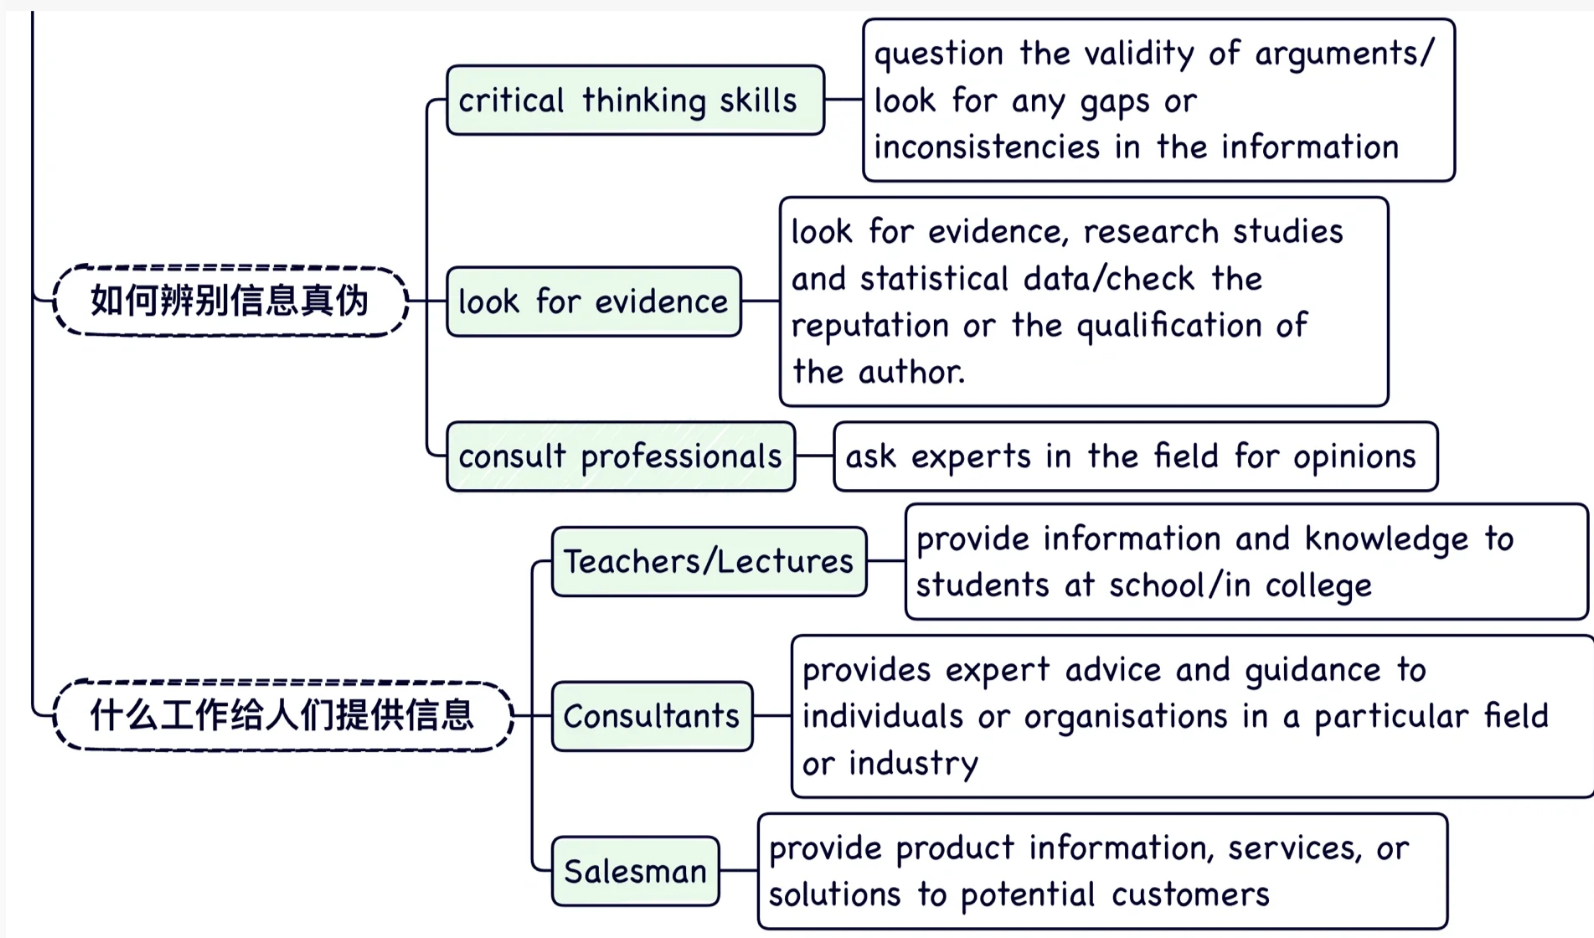 如何辨别信息真伪
critical thinking skills
question the validity of arguments/
look for any gaps or
inconsistencies in the information
look for evidence
look for evidence, research studies
and statistical data/check the
reputation or the qualification of
the author.
consult professionals
ask experts in the field for opinions
什么工作给人们提供信息
Teachers/Lectures
provide information and knowledge to
students at school/in college
Consultants
provides expert advice and guidance to
individuals or organisations in a particular field
or industry
Salesman
provide product information, services, or
solutions to potential customers